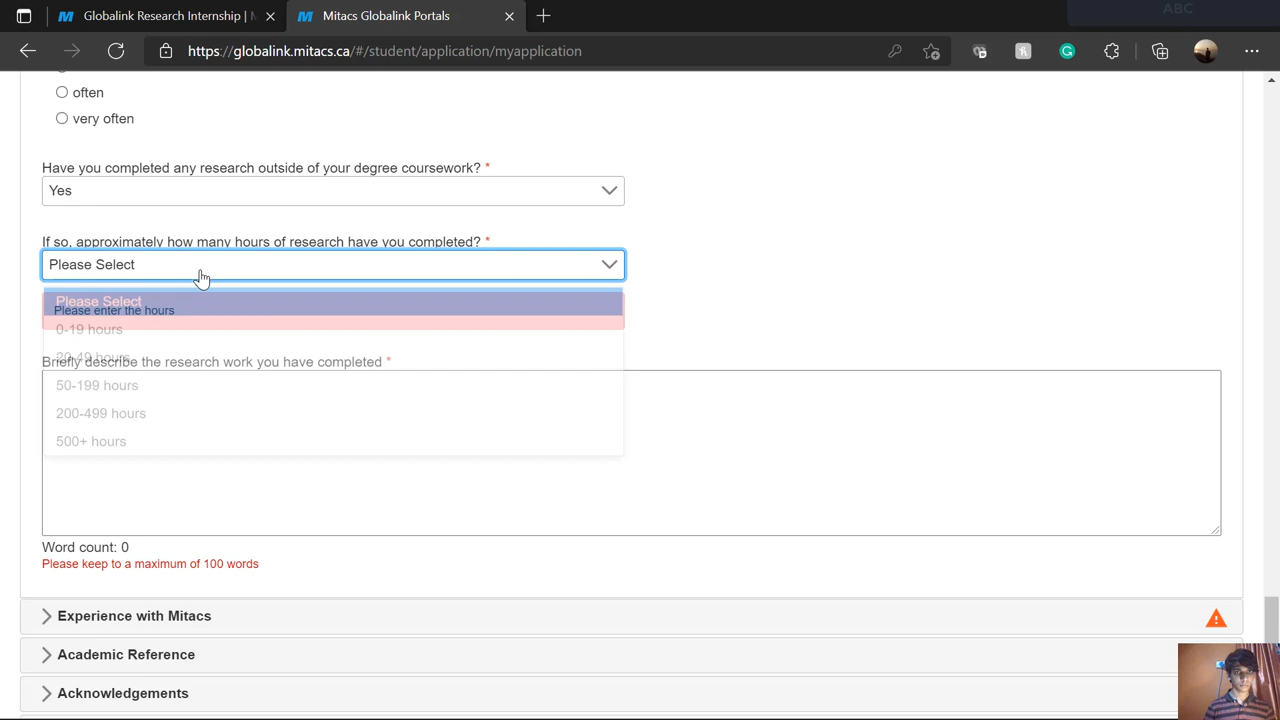 ABC
Globalink Research Internship | M
Mitacs Globalink Portals
https://globalink.mitacs.ca/#/student/application/myapplication
often
very often
Have you completed any research outside of your degree coursework? *
Yes
If so, approximately how many hours of research have you completed? *
Please Select
Please Select
Please enter the hours
0-19 hours
20-49 hours
Briefly describe the research work you have completed *
50-199 hours
200-499 hours
500+ hours
Word count: 0
Please keep to a maximum of 100 words
Experience with Mitacs
Academic Reference
Acknowledgements